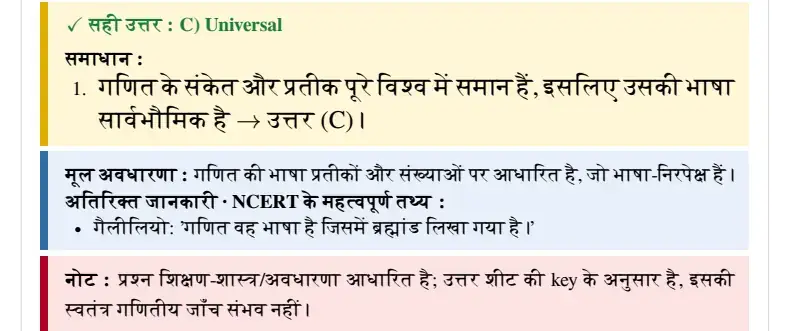 ✓ सही उत्तर : C) Universal
समाधान :
1. गणित के संकेत और प्रतीक पूरे विश्व में समान हैं, इसलिए उसकी भाषा
सार्वभौमिक है → उत्तर (C)।
मूल अवधारणा : गणित की भाषा प्रतीकों और संख्याओं पर आधारित है, जो भाषा-निरपेक्ष हैं।
अतिरिक्त जानकारी · NCERT के महत्वपूर्ण तथ्य :
• गैलीलियो: 'गणित वह भाषा है जिसमें ब्रह्मांड लिखा गया है।'
नोट : प्रश्न शिक्षण-शास्त्र/अवधारणा आधारित है; उत्तर शीट की key के अनुसार है, इसकी
स्वतंत्र गणितीय जाँच संभव नहीं।